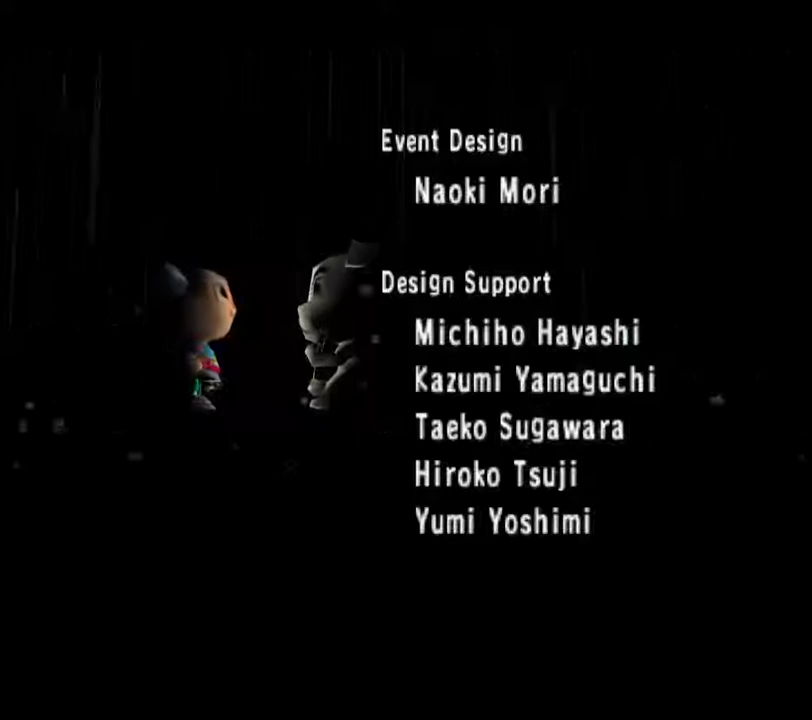 Event Design
Naoki Mori
Design Support
Michiho Hayashi
Kazumi Yamaguchi
Taeko Sugawara
Hiroko Tsuji
Yumi Yoshimi